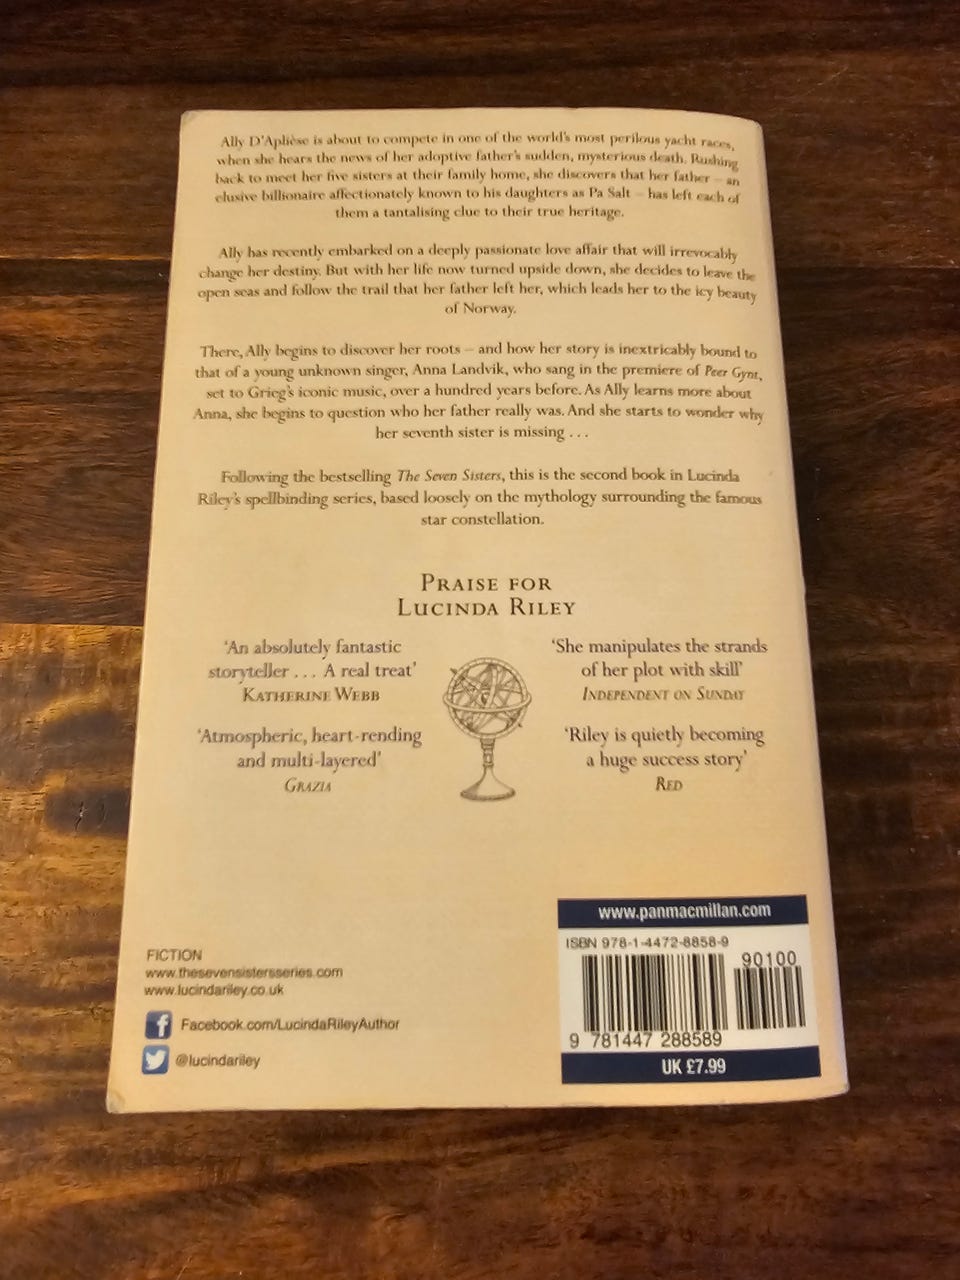 Ally D'Aplièse is about to compete in one of the world's most perilous yacht races,
when she hears the news of her adoptive father's sudden, mysterious death. Rushing
back to meet her five sisters at their family home, she discovers that her father – an
elusive billionaire affectionately known to his daughters as Pa Salt – has left each of
them a tantalising clue to their true heritage.
Ally has recently embarked on a deeply passionate love affair that will irrevocably
change her destiny. But with her life now turned upside down, she decides to leave the
open seas and follow the trail that her father left her, which leads her to the icy beauty
of Norway.
There, Ally begins to discover her roots – and how her story is inextricably bound to
that of a young unknown singer, Anna Landvik, who sang in the premiere of Peer Gynt,
set to Grieg's iconic music, over a hundred years before. As Ally learns more about
Anna, she begins to question who her father really was. And she starts to wonder why
her seventh sister is missing . . .
Following the bestselling The Seven Sisters, this is the second book in Lucinda
Riley's spellbinding series, based loosely on the mythology surrounding the famous
star constellation.
PRAISE FOR
LUCINDA RILEY
'An absolutely fantastic
storyteller . . . A real treat'
KATHERINE WEBB
'Atmospheric, heart-rending
and multi-layered'
GRAZIA
'She manipulates the strands
of her plot with skill'
INDEPENDENT ON SUNDAY
'Riley is quietly becoming
a huge success story'
RED
FICTION
www.thesevensistersseries.com
www.lucindariley.co.uk
Facebook.com/LucindaRileyAuthor
@lucindariley
www.panmacmillan.com
ISBN 978-1-4472-8858-9
90100
9 781447 288589
UK £7.99